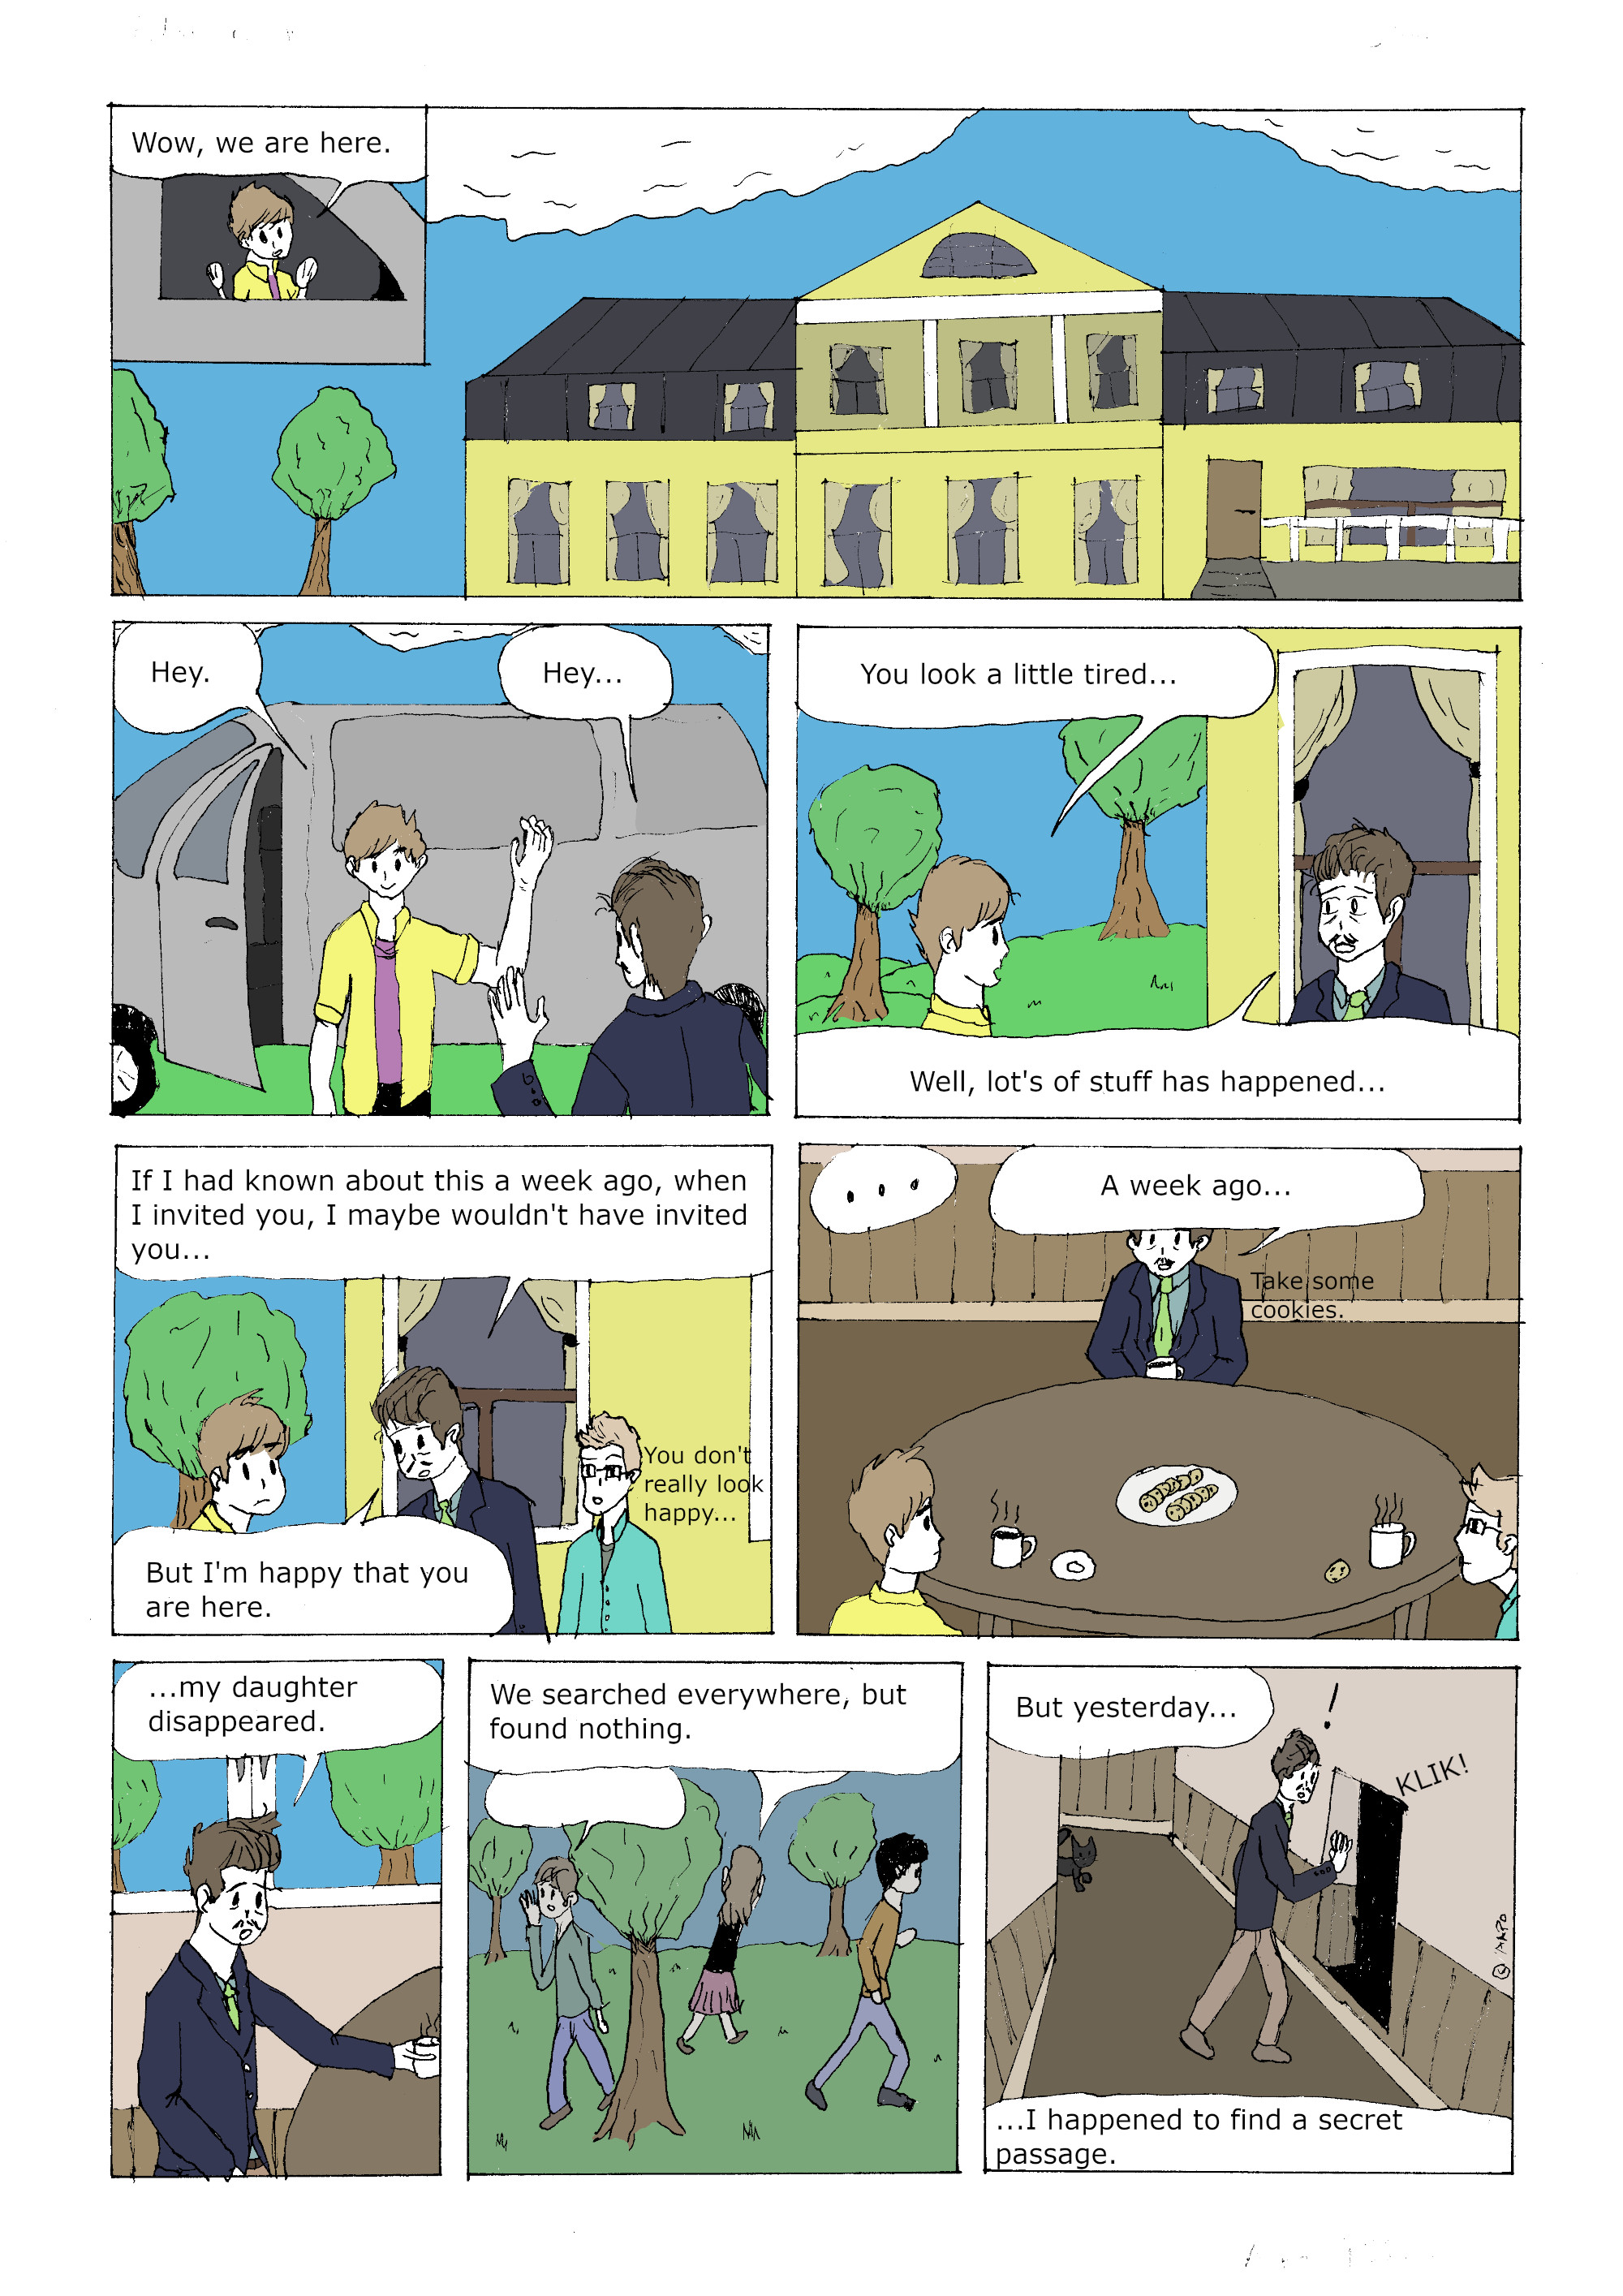 Wow, we are here.
Hey.
Hey...
You look a little tired...
Well, lot's of stuff has happened...
If I had known about this a week ago, when
I invited you, I maybe wouldn't have invited
you...
You don't
really look
happy...
But I'm happy that you
are here.
...
A week ago...
Take some
cookies.
...my daughter
disappeared.
We searched everywhere, but
found nothing.
But yesterday...
!
KLIK!
...I happened to find a secret
passage.